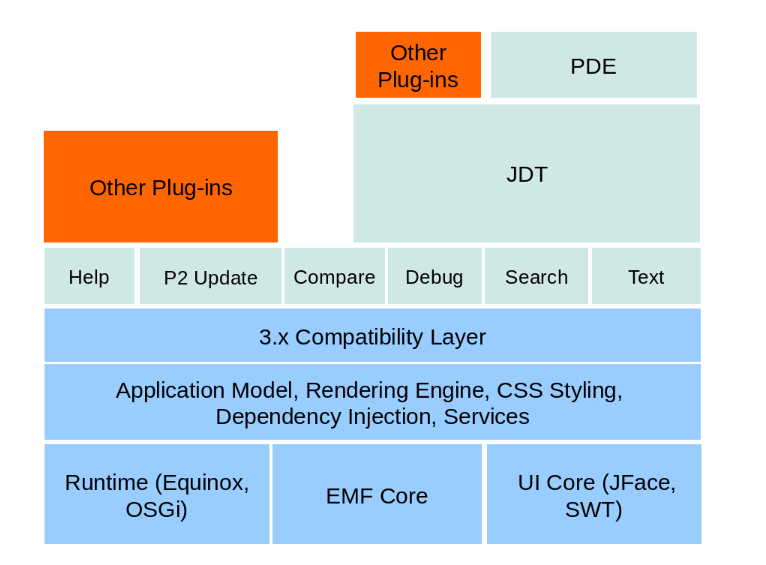 Other
Plug-ins
PDE
JDT
Other Plug-ins
Help
P2 Update
Compare
Debug
Search
Text
3.x Compatibility Layer
Application Model, Rendering Engine, CSS Styling,
Dependency Injection, Services
Runtime (Equinox,
OSGi)
EMF Core
UI Core (JFace,
SWT)